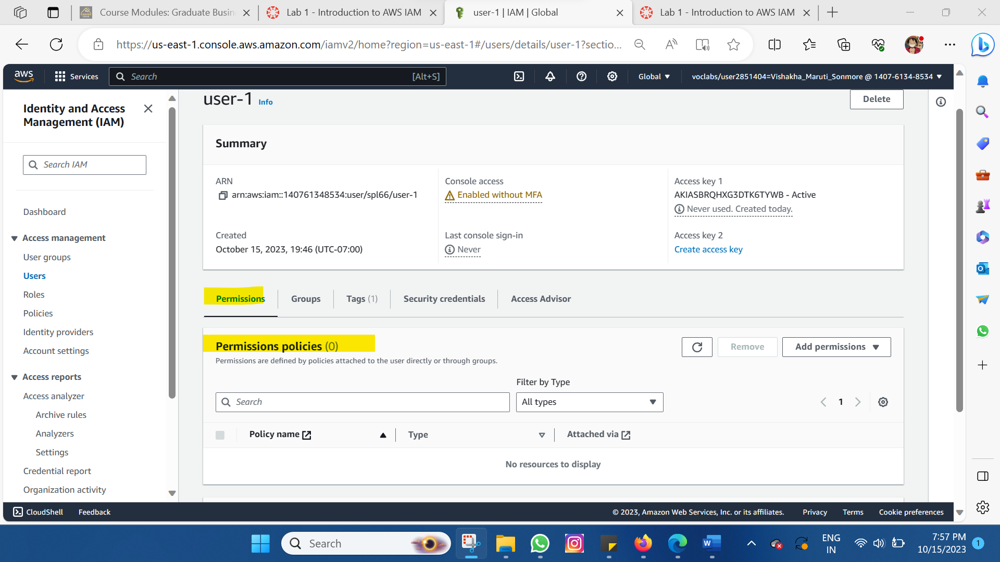 Course Modules: Graduate Busin
Lab 1 - Introduction to AWS IAM
user-1 | IAM | Global
Lab 1 - Introduction to AWS IAM
https://us-east-1.console.aws.amazon.com/iamv2/home?region=us-east-1#/users/details/user-1?sectio...
aws
Services
Search
[Alt+S]
Global
voclabs/user2851404=Vishakha_Maruti_Sonmore @ 1407-6134-8534
Identity and Access
Management (IAM)
Search IAM
Dashboard
Access management
User groups
Users
Roles
Policies
Identity providers
Account settings
Access reports
Access analyzer
Archive rules
Analyzers
Settings
Credential report
Organization activity
user-1 Info
Delete
Summary
ARN
arn:aws:iam::140761348534:user/spl66/user-1
Console access
Enabled without MFA
Access key 1
AKIASBRQHXG3DTK6TYWB - Active
Never used. Created today.
Created
October 15, 2023, 19:46 (UTC-07:00)
Last console sign-in
Never
Access key 2
Create access key
Permissions
Groups
Tags (1)
Security credentials
Access Advisor
Permissions policies (0)
Permissions are defined by policies attached to the user directly or through groups.
Remove
Add permissions
Filter by Type
Search
All types
1
Policy name
Type
Attached via
No resources to display
CloudShell
Feedback
© 2023, Amazon Web Services, Inc. or its affiliates.
Privacy
Terms
Cookie preferences
Search
ENG
IN
7:57 PM
10/15/2023
1